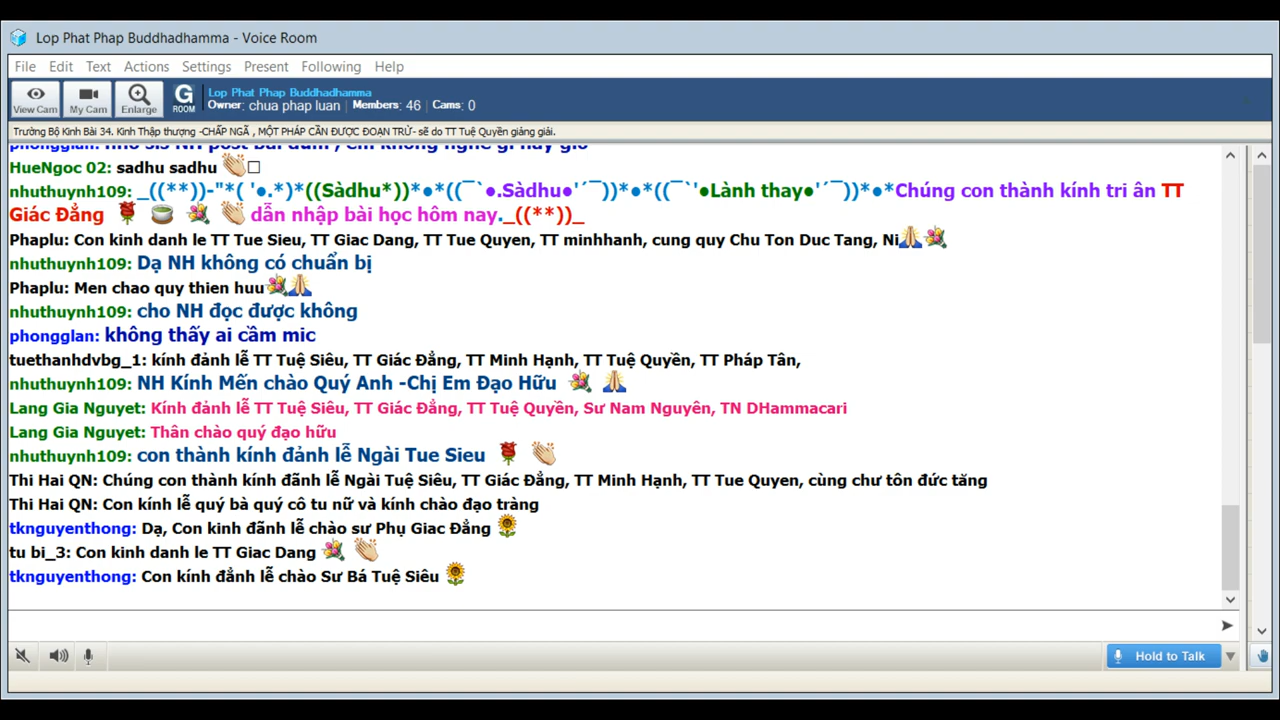 Lop Phat Phap Buddhadhamma - Voice Room
File Edit Text Actions Settings Present Following Help
View Cam My Cam Enlarge G ROOM Lop Phat Phap Buddhadhamma
Owner: chua phap luan Members: 46 Cams: 0
Trường Bộ Kinh Bài 34. Kinh Thập thượng -CHẤP NGÃ , MỘT PHÁP CẦN ĐƯỢC ĐOẠN TRỪ- sẽ do TT Tuệ Quyền giảng giải.
phongglan: nho sis NH post bai dum , em khong nghe gi nay gio
HueNgoc 02: sadhu sadhu
nhuthuynh109: _((**))-"*( '●.*)*((Sàdhu*))*●*((¯`●.Sàdhu●'´¯))*●*((¯`'●Lành thay●'´¯))*●*Chúng con thành kính tri ân TT
Giác Đẳng dẫn nhập bài học hôm nay._((**))_
Phaplu: Con kinh danh le TT Tue Sieu, TT Giac Dang, TT Tue Quyen, TT minhhanh, cung quy Chu Ton Duc Tang, Ni
nhuthuynh109: Dạ NH không có chuẩn bị
Phaplu: Men chao quy thien huu
nhuthuynh109: cho NH đọc được không
phongglan: không thấy ai cầm mic
tuethanhdvbg_1: kính đảnh lễ TT Tuệ Siêu, TT Giác Đẳng, TT Minh Hạnh, TT Tuệ Quyền, TT Pháp Tân,
nhuthuynh109: NH Kính Mến chào Quý Anh -Chị Em Đạo Hữu
Lang Gia Nguyet: Kính đảnh lễ TT Tuệ Siêu, TT Giác Đẳng, TT Tuệ Quyền, Sư Nam Nguyên, TN DHammacari
Lang Gia Nguyet: Thân chào quý đạo hữu
nhuthuynh109: con thành kính đảnh lễ Ngài Tue Sieu
Thi Hai QN: Chúng con thành kính đãnh lễ Ngài Tuệ Siêu, TT Giác Đẳng, TT Minh Hạnh, TT Tue Quyen, cùng chư tôn đức tăng
Thi Hai QN: Con kính lễ quý bà quý cô tu nữ và kính chào đạo tràng
tknguyenthong: Dạ, Con kinh đãnh lễ chào sư Phụ Giac Đẳng
tu bi_3: Con kinh danh le TT Giac Dang
tknguyenthong: Con kính đẳnh lễ chào Sư Bá Tuệ Siêu
Hold to Talk